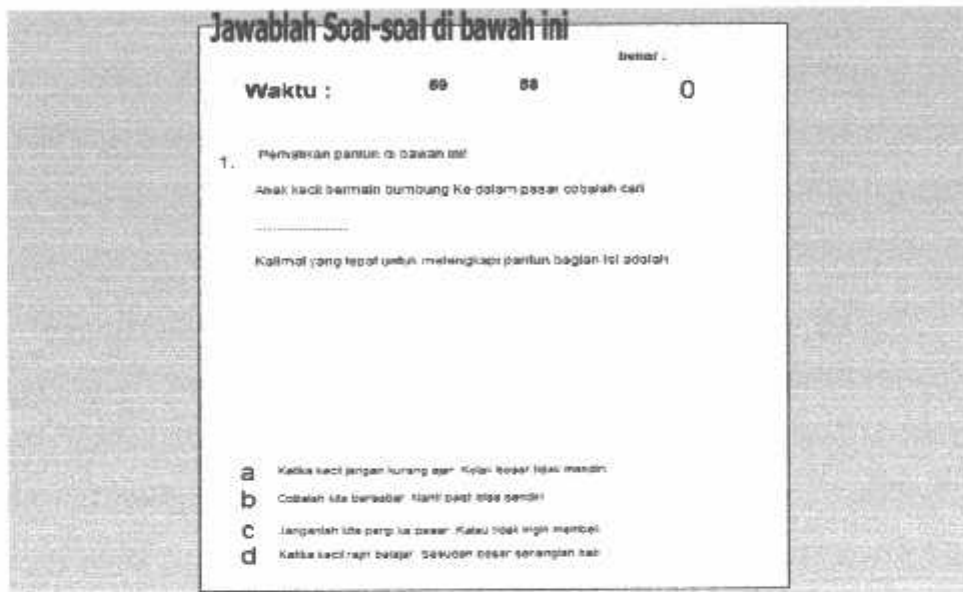 Jawablah Soal-soal di bawah ini
benar :
Waktu : 59 58 0
1. Perhatikan pantun di bawah ini!
Anak kecil bermain bumbung Ke dalam pasar cobalah cari
....................
Kalimat yang tepat untuk melengkapi pantun bagian isi adalah
a Ketika kecil jangan kurang ajar Kelak besar tidak mandiri
b Cobalah kita bersabar Nanti pasti bisa sendiri
c Janganlah kita pergi ke pasar Kalau tidak ingin membeli
d Ketika kecil rajin belajar Sesudah besar senanglah hati